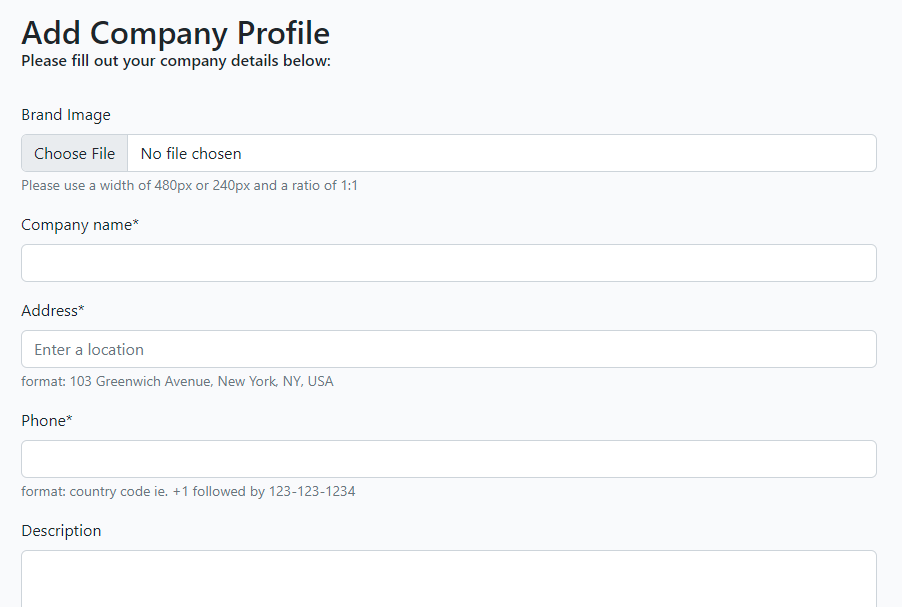 Add Company Profile
Please fill out your company details below:
Brand Image
Choose File No file chosen
Please use a width of 480px or 240px and a ratio of 1:1
Company name*
Address*
Enter a location
format: 103 Greenwich Avenue, New York, NY, USA
Phone*
format: country code ie. +1 followed by 123-123-1234
Description